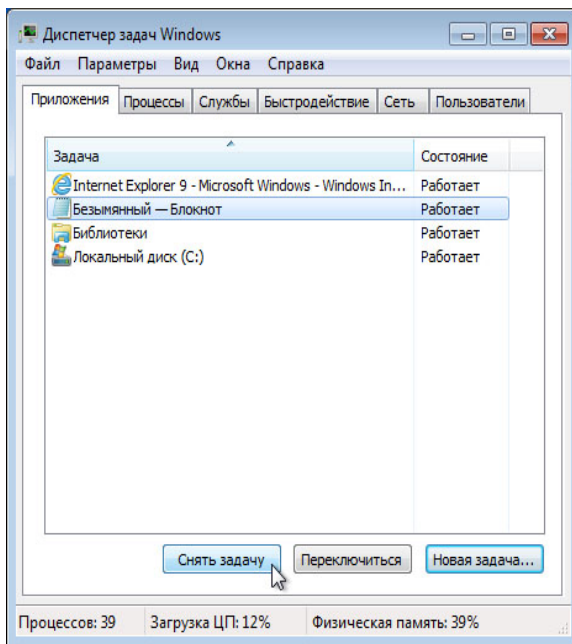 Диспетчер задач Windows
Файл Параметры Вид Окна Справка
Приложения Процессы Службы Быстродействие Сеть Пользователи
Задача Состояние
Internet Explorer 9 - Microsoft Windows - Windows In... Работает
Безымянный — Блокнот Работает
Библиотеки Работает
Локальный диск (C:) Работает
Снять задачу Переключиться Новая задача...
Процессов: 39 Загрузка ЦП: 12% Физическая память: 39%